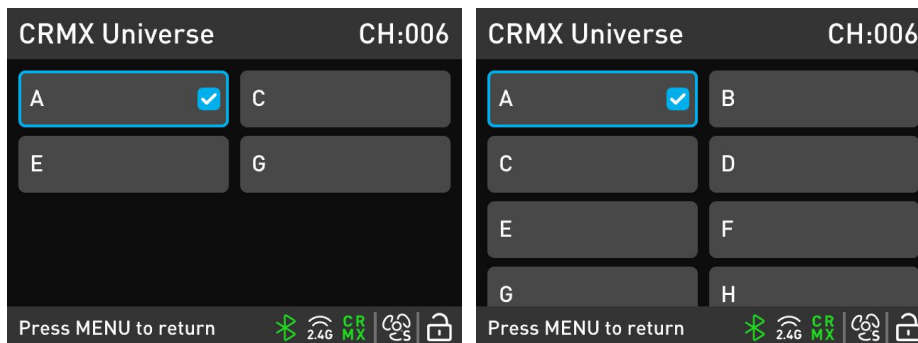 CRMX Universe CH:006
A C
E G
Press MENU to return 2.4G CR MX S
CRMX Universe CH:006
A B
C D
E F
G H
Press MENU to return 2.4G CR MX S